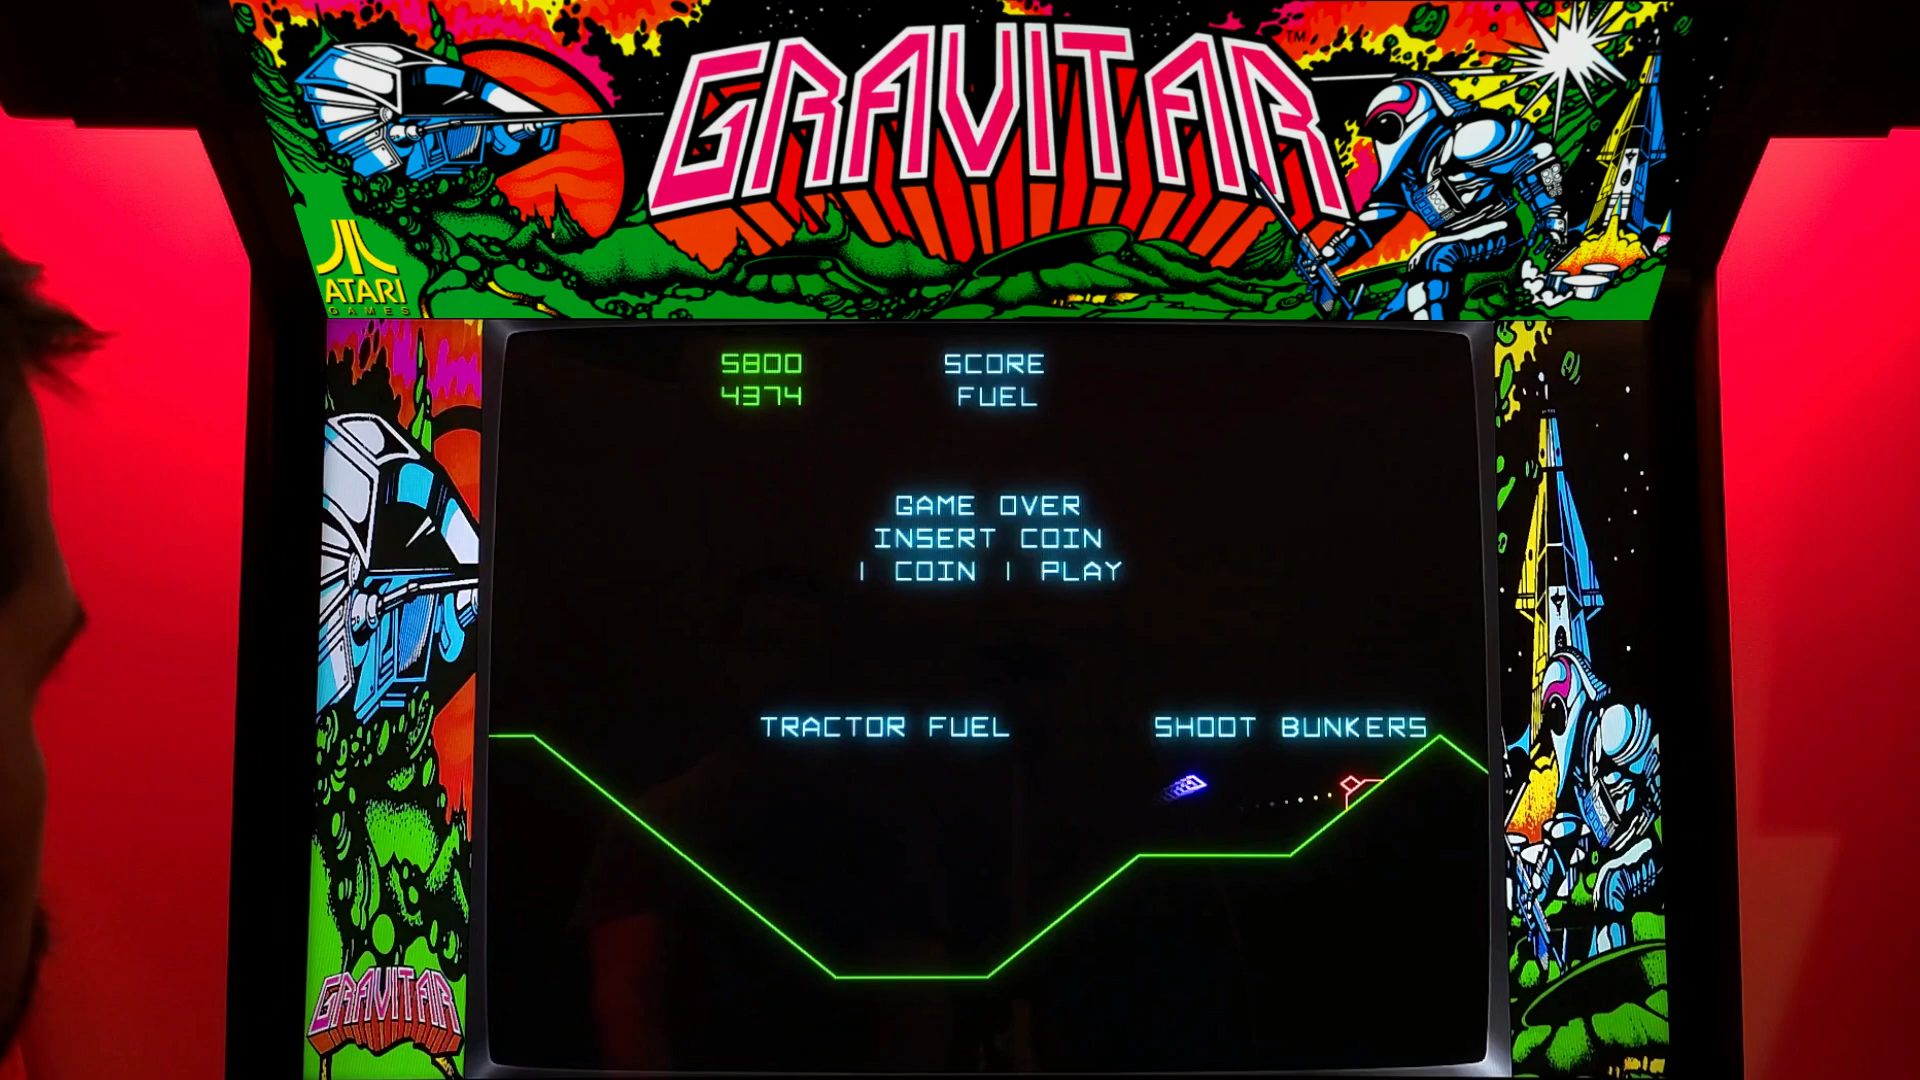 GRAVITAR
TM
ATARI
GAMES
5800 SCORE
4374 FUEL
GAME OVER
INSERT COIN
1 COIN 1 PLAY
TRACTOR FUEL SHOOT BUNKERS
GRAVITAR